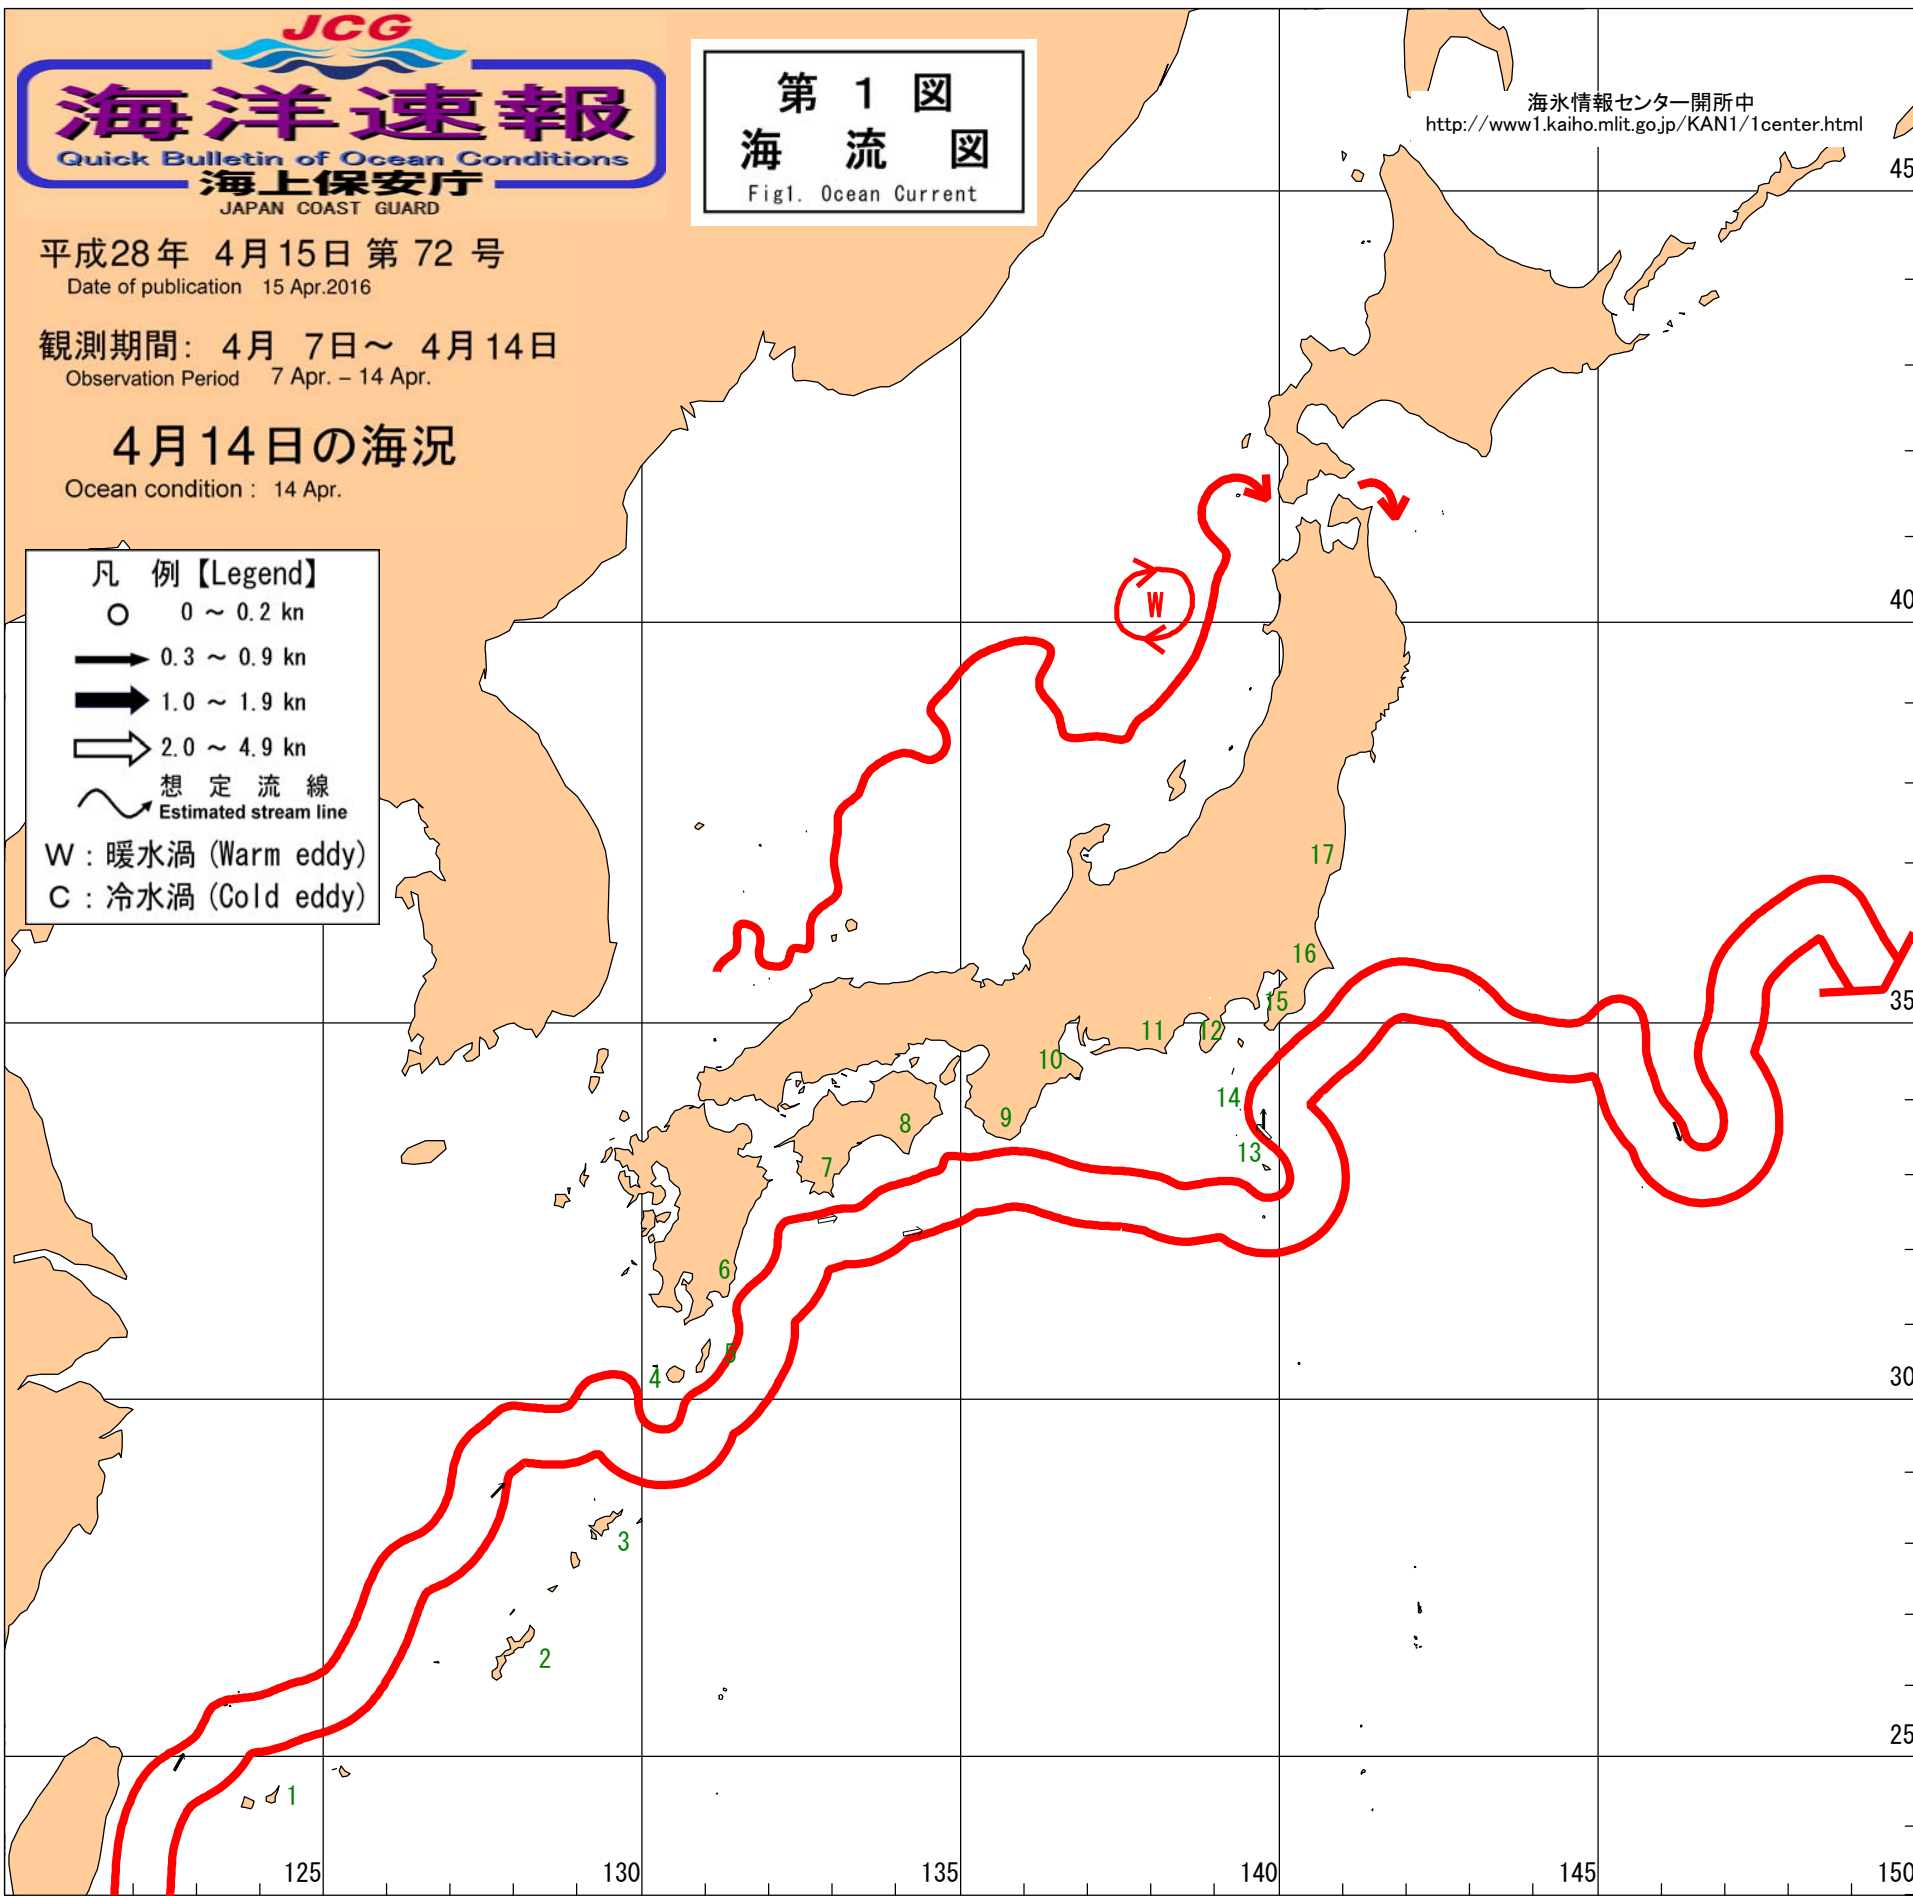 JCG
海洋速報
Quick Bulletin of Ocean Conditions
海上保安庁
JAPAN COAST GUARD
第 1 図
海 流 図
Fig1. Ocean Current
海氷情報センター開所中
http://www1.kaiho.mlit.go.jp/KAN1/1center.html
平成28年 4月15日 第 72 号
Date of publication 15 Apr.2016
観測期間: 4月 7日～ 4月14日
Observation Period 7 Apr. – 14 Apr.
4月14日の海況
Ocean condition : 14 Apr.
凡 例【Legend】
0 ～ 0.2 kn
0.3 ～ 0.9 kn
1.0 ～ 1.9 kn
2.0 ～ 4.9 kn
想 定 流 線
Estimated stream line
W : 暖水渦 (Warm eddy)
C : 冷水渦 (Cold eddy)
45
40
W
17
16
35
15
12
11
10
14
9
8
13
7
6
5
4
30
3
2
25
1
125
130
135
140
145
150